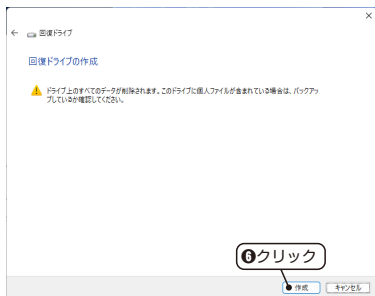 回復ドライブ
回復ドライブの作成
ドライブ上のすべてのデータが削除されます。このドライブに個人ファイルが含まれている場合は、バックアッ
プしているか確認してください。
❻クリック
作成 キャンセル